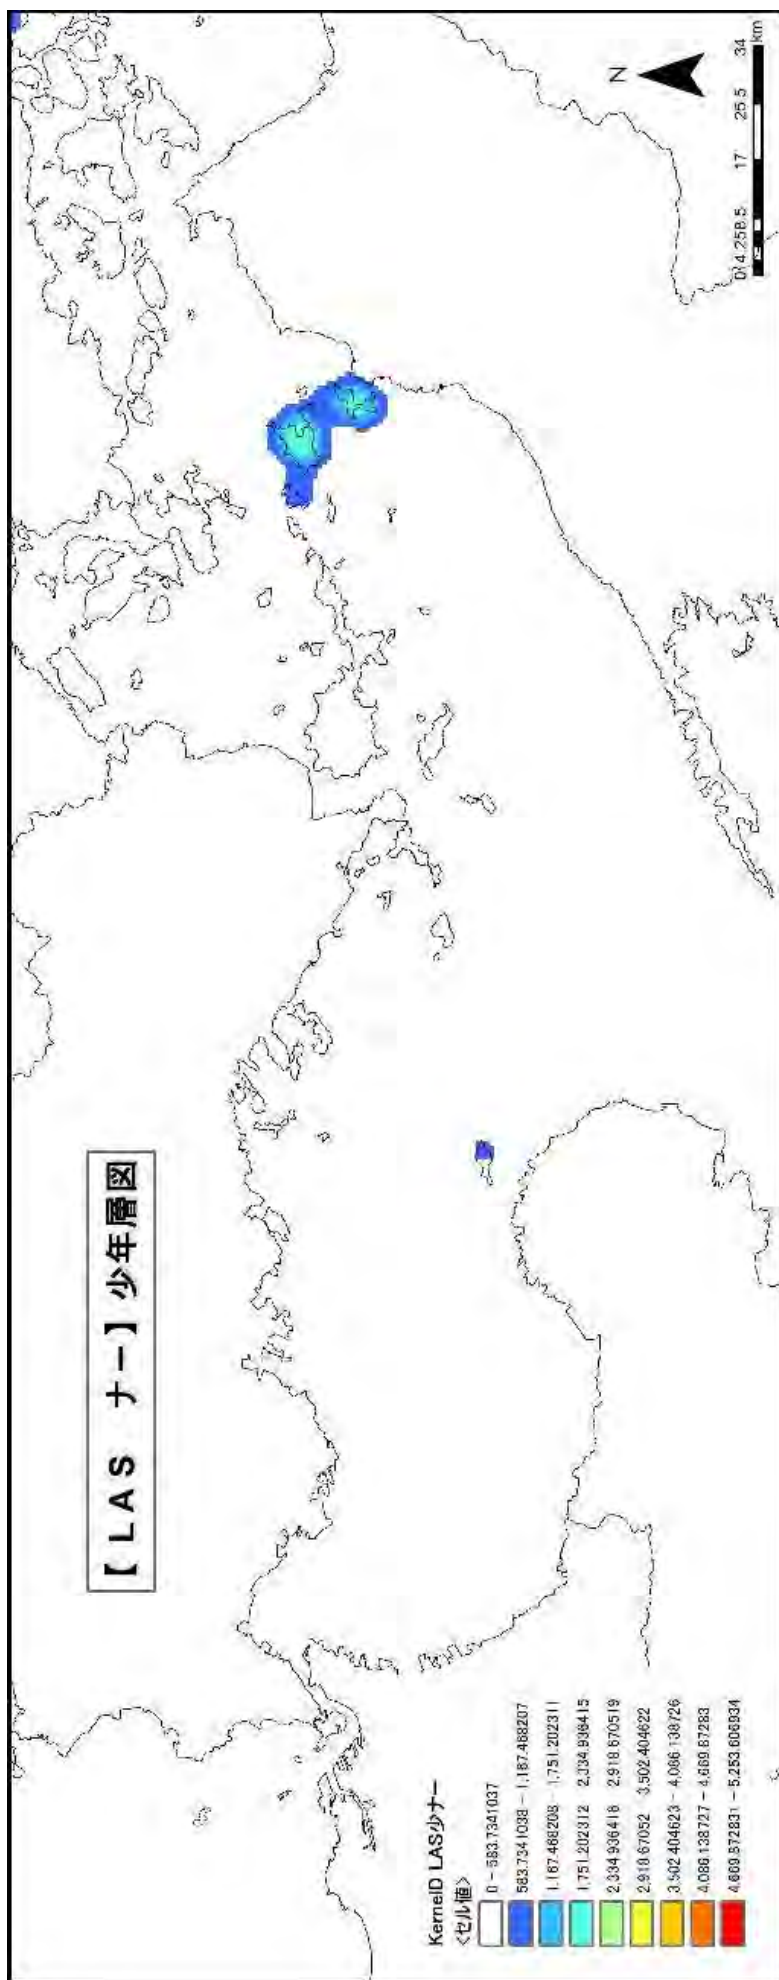 【 LAS ナー】少年層図
N
0 4.25 8.5 17 25.5 34
km
KernelD LAS少ナー
<セル値>
0 - 583.7341037
583.7341038 - 1,167.468207
1,167.468208 - 1,751.202311
1,751.202312 2,334.936415
2,334.936416 2,918.670519
2,918.67052 3,502.404622
3,502.404623 - 4,086.138726
4,086.138727 - 4,669.87283
4,669.872831 - 5,253.606934